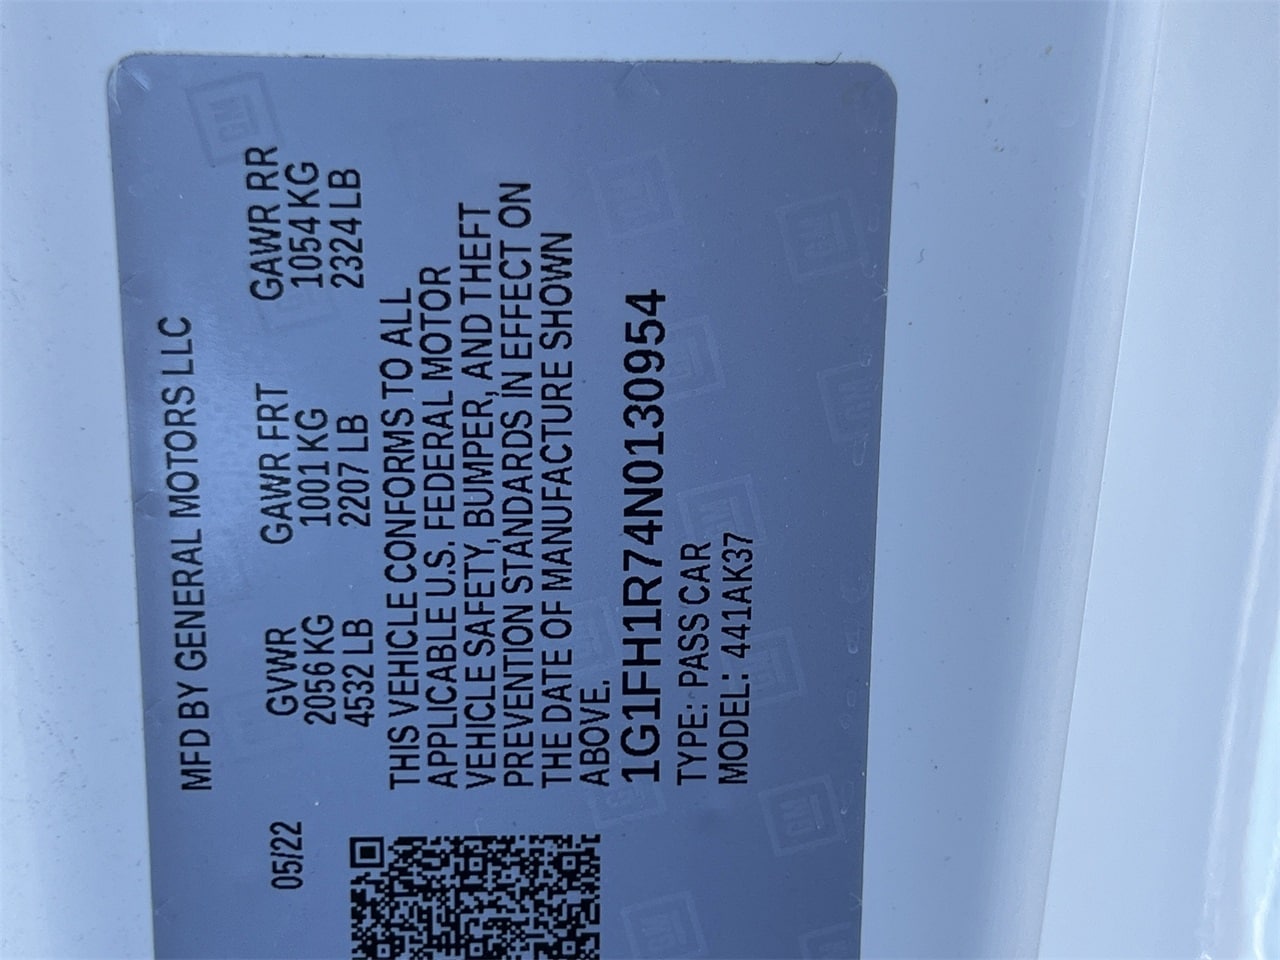 MFD BY GENERAL MOTORS LLC
05/22
GVWR GAWR FRT GAWR RR
2056 KG 1001 KG 1054 KG
4532 LB 2207 LB 2324 LB
THIS VEHICLE CONFORMS TO ALL
APPLICABLE U.S. FEDERAL MOTOR
VEHICLE SAFETY, BUMPER, AND THEFT
PREVENTION STANDARDS IN EFFECT ON
THE DATE OF MANUFACTURE SHOWN
ABOVE.
1G1FH1R74N0130954
TYPE: PASS CAR
MODEL: 441AK37